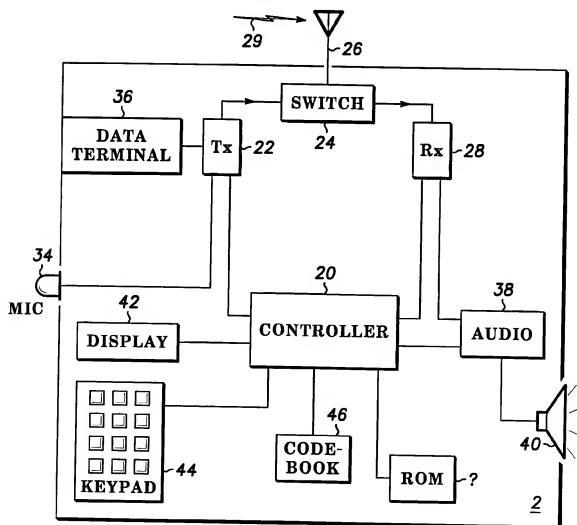 29
26
36
SWITCH
24
DATA
TERMINAL
Tx
22
Rx
28
34
MIC
20
CONTROLLER
38
AUDIO
42
DISPLAY
46
CODE-
BOOK
40
44
KEYPAD
ROM
?
2